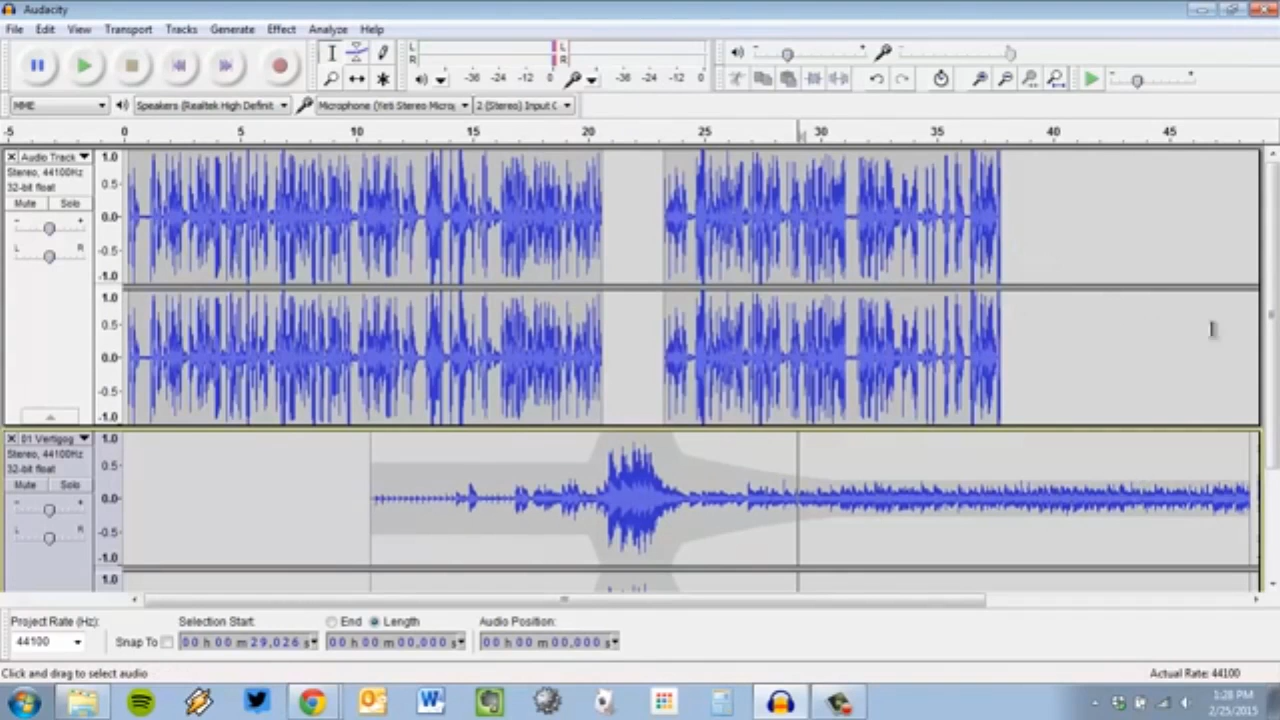 Audacity
File Edit View Transport Tracks Generate Effect Analyze Help
L L
R R
-36 -24 -12 0 -36 -24 -12 0
MME Speakers (Realtek High Definit Microphone (Yeti Stereo Micro 2 (Stereo) Input C
-5 0 5 10 15 20 25 30 35 40 45
Audio Track 1.0
Stereo, 44100Hz
32-bit float 0.5
Mute Solo
- + 0.0
L R -0.5
-1.0
1.0
0.5
0.0
-0.5
-1.0
01 Vertigog 1.0
Stereo, 44100Hz
32-bit float 0.5
Mute Solo
- + 0.0
L R -0.5
-1.0
1.0
Project Rate (Hz): Selection Start: End Length Audio Position:
44100 Snap To 00 h 00 m 29.026 s 00 h 00 m 00.000 s 00 h 00 m 00.000 s
Click and drag to select audio Actual Rate: 44100
1:28 PM
2/25/2015